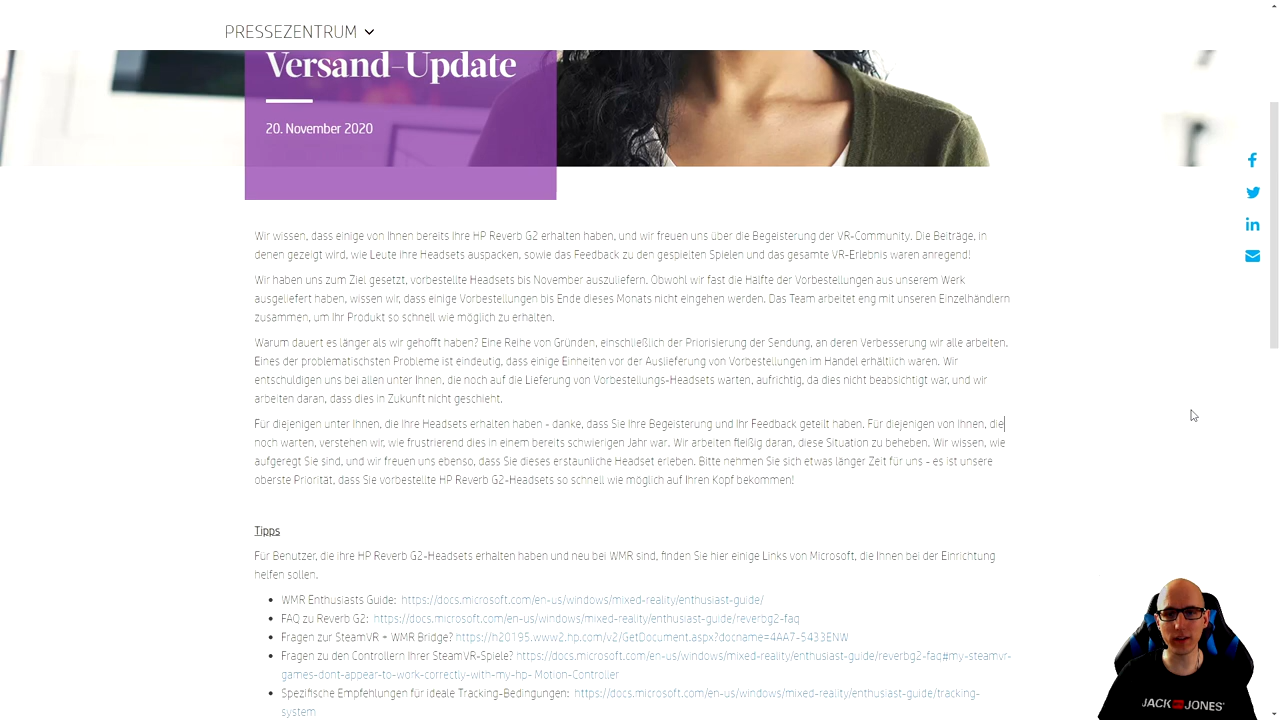 PRESSEZENTRUM
Versand-Update
20. November 2020
Wir wissen, dass einige von Ihnen bereits Ihre HP Reverb G2 erhalten haben, und wir freuen uns über die Begeisterung der VR-Community. Die Beiträge, in
denen gezeigt wird, wie Leute ihre Headsets auspacken, sowie das Feedback zu den gespielten Spielen und das gesamte VR-Erlebnis waren anregend!
Wir haben uns zum Ziel gesetzt, vorbestellte Headsets bis November auszuliefern. Obwohl wir fast die Hälfte der Vorbestellungen aus unserem Werk
ausgeliefert haben, wissen wir, dass einige Vorbestellungen bis Ende dieses Monats nicht eingehen werden. Das Team arbeitet eng mit unseren Einzelhändlern
zusammen, um Ihr Produkt so schnell wie möglich zu erhalten.
Warum dauert es länger als wir gehofft haben? Eine Reihe von Gründen, einschließlich der Priorisierung der Sendung, an deren Verbesserung wir alle arbeiten.
Eines der problematischsten Probleme ist eindeutig, dass einige Einheiten vor der Auslieferung von Vorbestellungen im Handel erhältlich waren. Wir
entschuldigen uns bei allen unter Ihnen, die noch auf die Lieferung von Vorbestellungs-Headsets warten, aufrichtig, da dies nicht beabsichtigt war, und wir
arbeiten daran, dass dies in Zukunft nicht geschieht.
Für diejenigen unter Ihnen, die Ihre Headsets erhalten haben - danke, dass Sie Ihre Begeisterung und Ihr Feedback geteilt haben. Für diejenigen von Ihnen, die
noch warten, verstehen wir, wie frustrierend dies in einem bereits schwierigen Jahr war. Wir arbeiten fleißig daran, diese Situation zu beheben. Wir wissen, wie
aufgeregt Sie sind, und wir freuen uns ebenso, dass Sie dieses erstaunliche Headset erleben. Bitte nehmen Sie sich etwas länger Zeit für uns - es ist unsere
oberste Priorität, dass Sie vorbestellte HP Reverb G2-Headsets so schnell wie möglich auf Ihren Kopf bekommen!
Tipps
Für Benutzer, die ihre HP Reverb G2-Headsets erhalten haben und neu bei WMR sind, finden Sie hier einige Links von Microsoft, die Ihnen bei der Einrichtung
helfen sollen.
• WMR Enthusiasts Guide: https://docs.microsoft.com/en-us/windows/mixed-reality/enthusiast-guide/
• FAQ zu Reverb G2: https://docs.microsoft.com/en-us/windows/mixed-reality/enthusiast-guide/reverbg2-faq
• Fragen zur SteamVR - WMR Bridge? https://h20195.www2.hp.com/v2/GetDocument.aspx?docname=4AA7-5433ENW
• Fragen zu den Controllern Ihrer SteamVR-Spiele? https://docs.microsoft.com/en-us/windows/mixed-reality/enthusiast-guide/reverbg2-faq#my-steamvr-
games-dont-appear-to-work-correctly-with-my-hp- Motion-Controller
• Spezifische Empfehlungen für ideale Tracking-Bedingungen: https://docs.microsoft.com/en-us/windows/mixed-reality/enthusiast-guide/tracking-
system
JACK & JONES